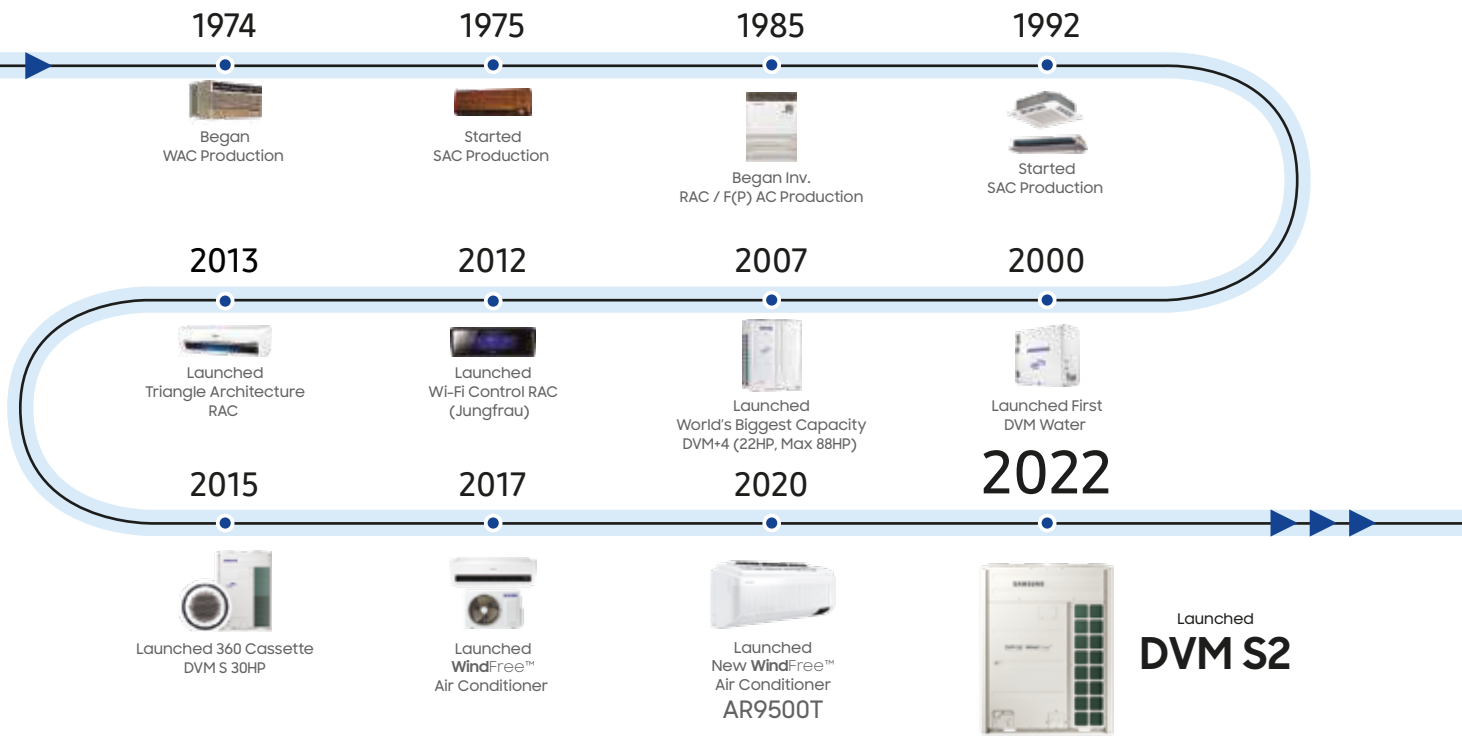 1974
1975
1985
1992
Began
WAC Production
Started
SAC Production
Began Inv.
RAC / F(P) AC Production
Started
SAC Production
2013
2012
2007
2000
Launched
Triangle Architecture
RAC
Launched
Wi-Fi Control RAC
(Jungfrau)
Launched
World's Biggest Capacity
DVM+4 (22HP, Max 88HP)
Launched First
DVM Water
2015
2017
2020
2022
Launched 360 Cassette
DVM S 30HP
Launched
WindFree™
Air Conditioner
Launched
New WindFree™
Air Conditioner
AR9500T
SAMSUNG
Launched
DVM S2